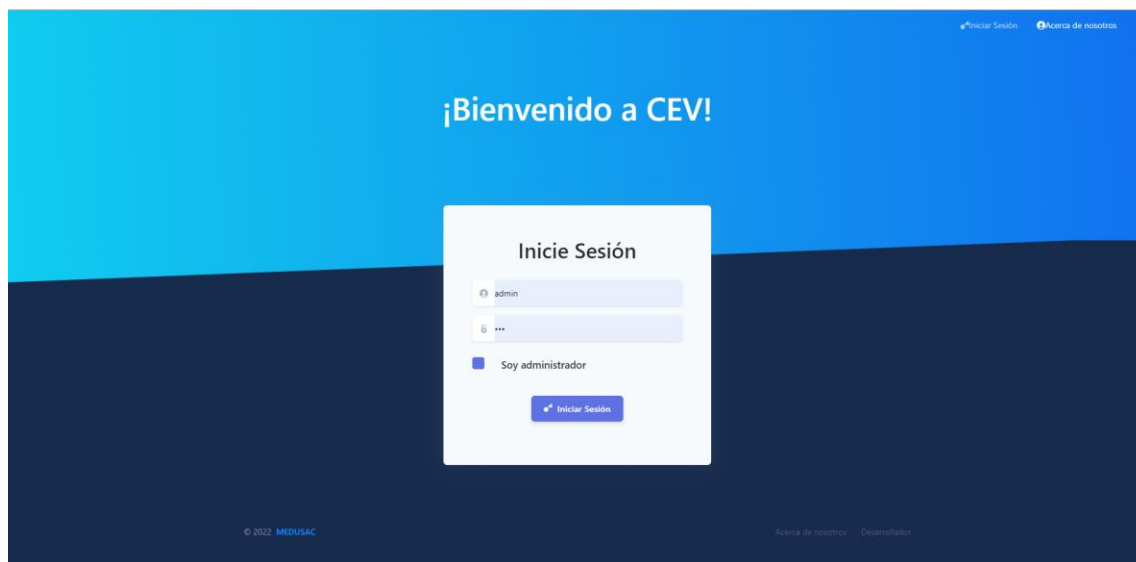 Iniciar Sesión Acerca de nosotros
¡Bienvenido a CEV!
Inicie Sesión
admin
•••
Soy administrador
Iniciar Sesión
© 2022 MEDUSAC Acerca de nosotros Desarrollador